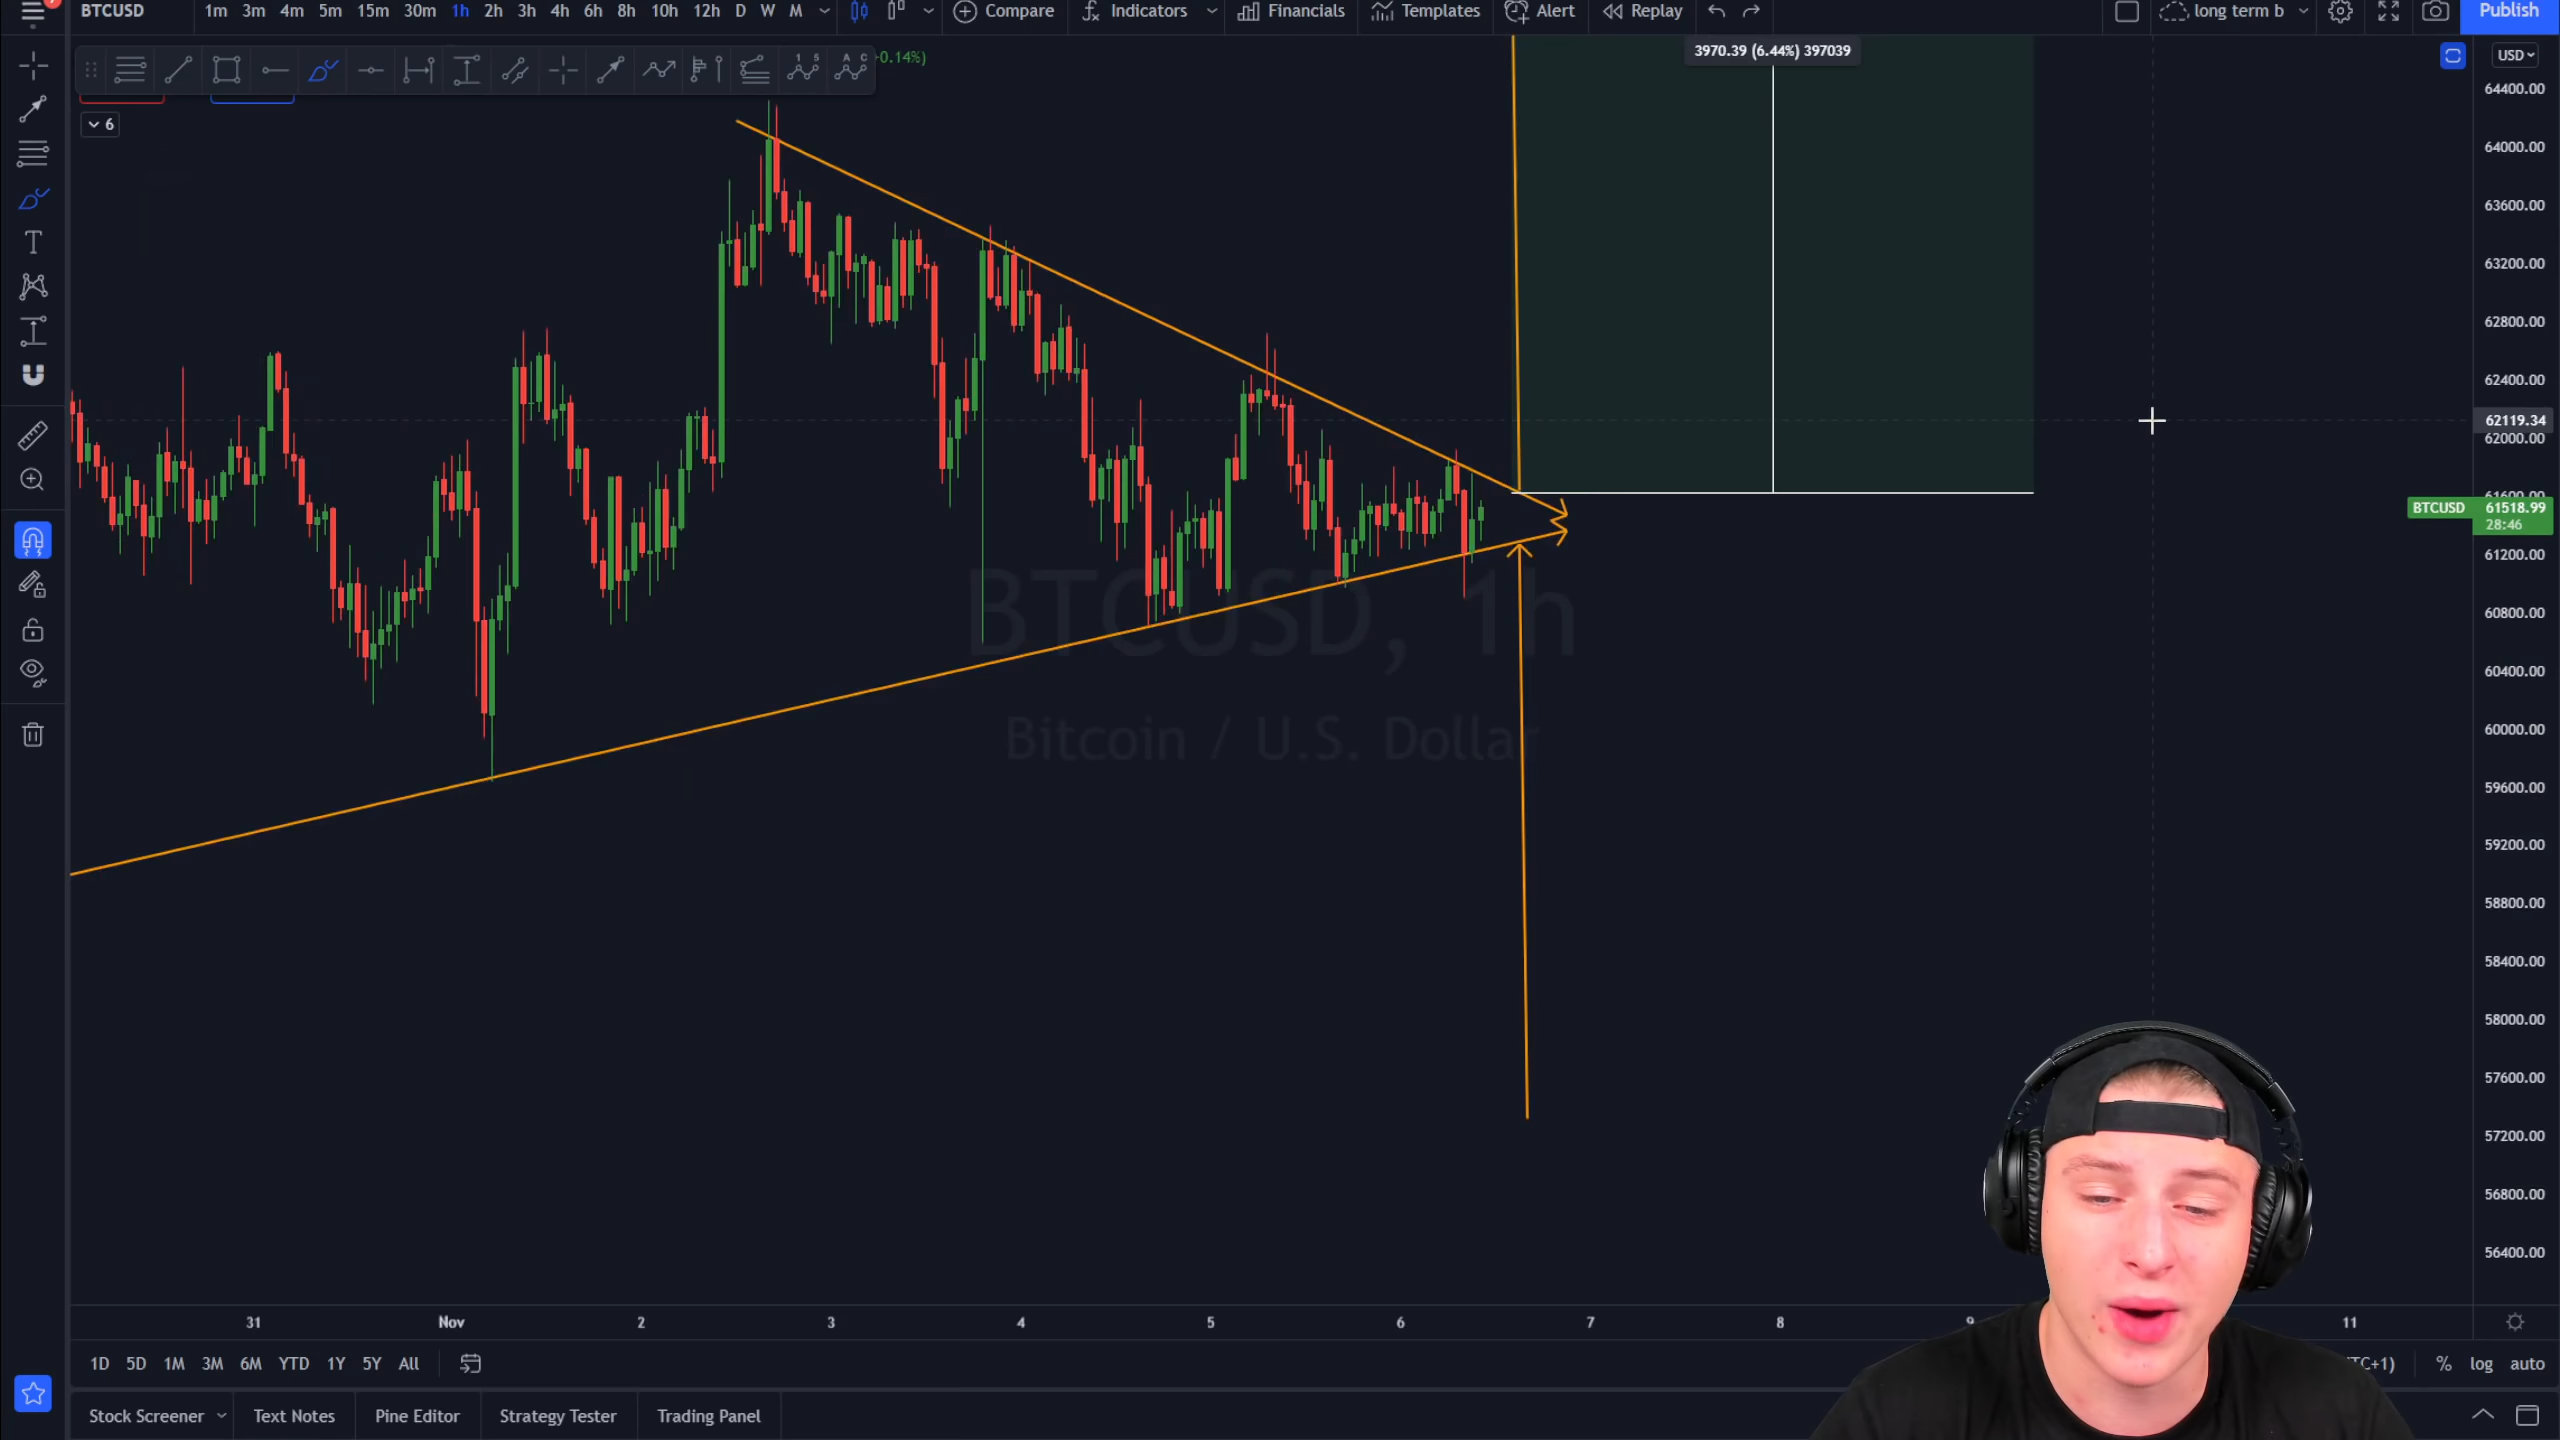 BTCUSD 1m 3m 4m 5m 15m 30m 1h 2h 3h 4h 6h 8h 10h 12h D W M Compare Indicators Financials Templates Alert Replay long term b Publish
0.14%)
3970.39 (6.44%) 397039
USD
6
64400.00
64000.00
63600.00
63200.00
62800.00
62400.00
62119.34
62000.00
61600.00
BTCUSD 61518.99
28:46
61200.00
60800.00
60400.00
60000.00
59600.00
59200.00
58800.00
58400.00
58000.00
57600.00
57200.00
56800.00
56400.00
BTCUSD, 1h
Bitcoin / U.S. Dollar
31 Nov 2 3 4 5 6 7 8 9 11
1D 5D 1M 3M 6M YTD 1Y 5Y All TC+1) % log auto
Stock Screener Text Notes Pine Editor Strategy Tester Trading Panel